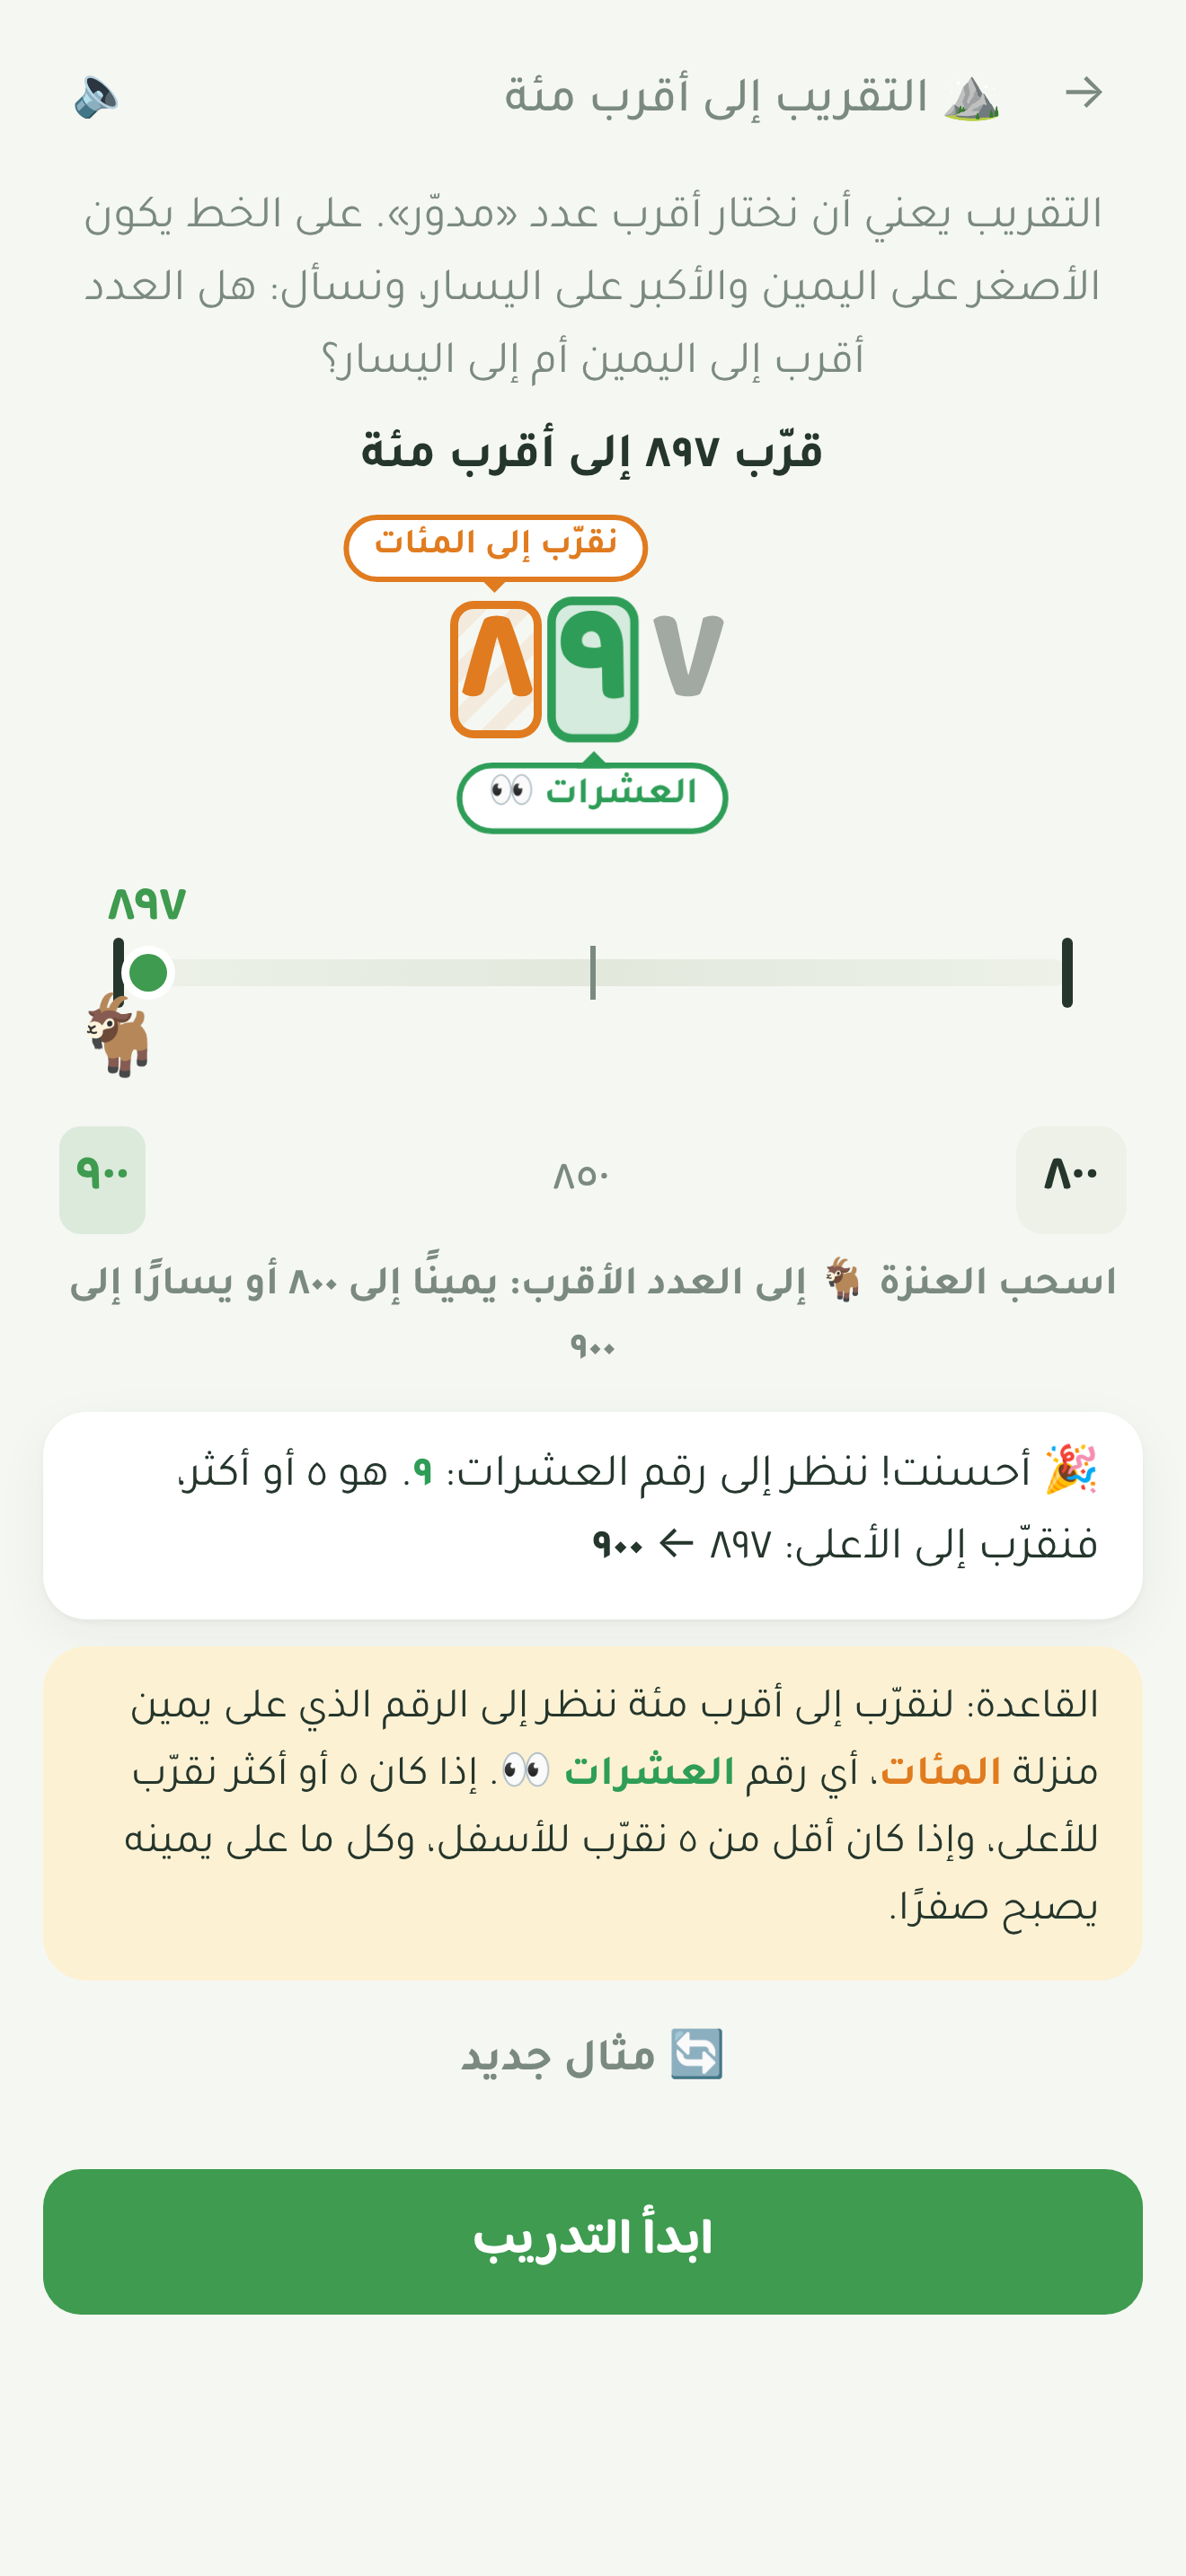 ⛰️ التقريب إلى أقرب مئة
التقريب يعني أن نختار أقرب عدد «مدوّر». على الخط يكون
الأصغر على اليمين والأكبر على اليسار، ونسأل: هل العدد
أقرب إلى اليمين أم إلى اليسار؟
قرّب ٨٩٧ إلى أقرب مئة
نقرّب إلى المئات
٨٩٧
العشرات 👀
٨٩٧
٨٠٠ ٨٥٠ ٩٠٠
اسحب العنزة 🐐 إلى العدد الأقرب: يمينًا إلى ٨٠٠ أو يسارًا إلى
٩٠٠
🎉 أحسنت! ننظر إلى رقم العشرات: ٩. هو ٥ أو أكثر،
فنقرّب إلى الأعلى: ٨٩٧ ← ٩٠٠
القاعدة: لنقرّب إلى أقرب مئة ننظر إلى الرقم الذي على يمين
منزلة المئات، أي رقم العشرات 👀. إذا كان ٥ أو أكثر نقرّب
للأعلى، وإذا كان أقل من ٥ نقرّب للأسفل، وكل ما على يمينه
يصبح صفرًا.
🔄 مثال جديد
ابدأ التدريب